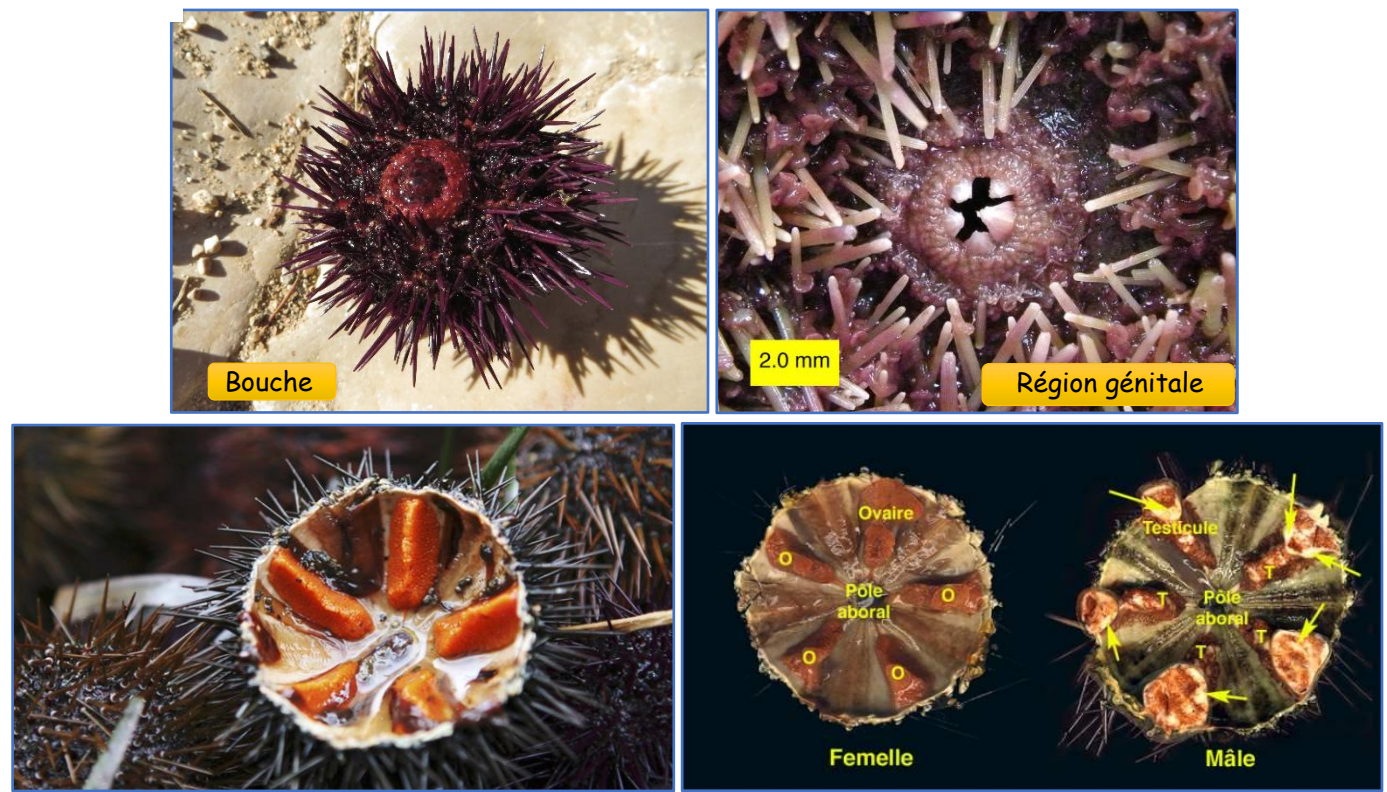 Bouche
2.0 mm
Région génitale
Ovaire
O
O
Pôle
aboral
O
O
Femelle
Testicule
T
T
Pôle
aboral
T
T
Mâle